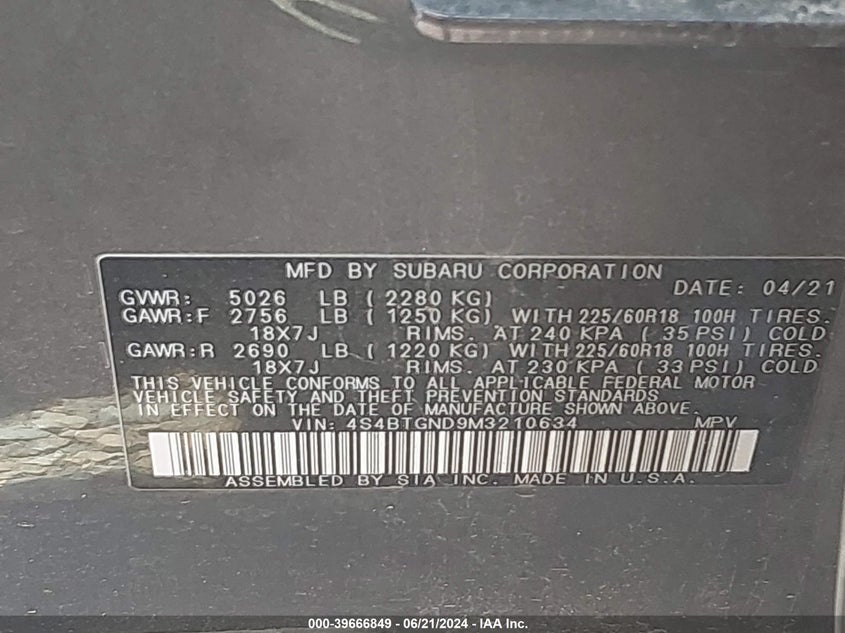 MFD BY SUBARU CORPORATION
DATE: 04/21
GVWR: 5026 LB ( 2280 KG)
GAWR:F 2756 LB ( 1250 KG) WITH 225/60R18 100H TIRES.
18X7J RIMS. AT 240 KPA ( 35 PSI) COLD
GAWR:R 2690 LB ( 1220 KG) WITH 225/60R18 100H TIRES.
18X7J RIMS. AT 230 KPA ( 33 PSI) COLD
THIS VEHICLE CONFORMS TO ALL APPLICABLE FEDERAL MOTOR
VEHICLE SAFETY AND THEFT PREVENTION STANDARDS
IN EFFECT ON THE DATE OF MANUFACTURE SHOWN ABOVE.
VIN: 4S4BTGND9M3210634 MPV
ASSEMBLED BY SIA INC. MADE IN U.S.A.
000-39666849 / 06/21/2024 - IAA Inc.